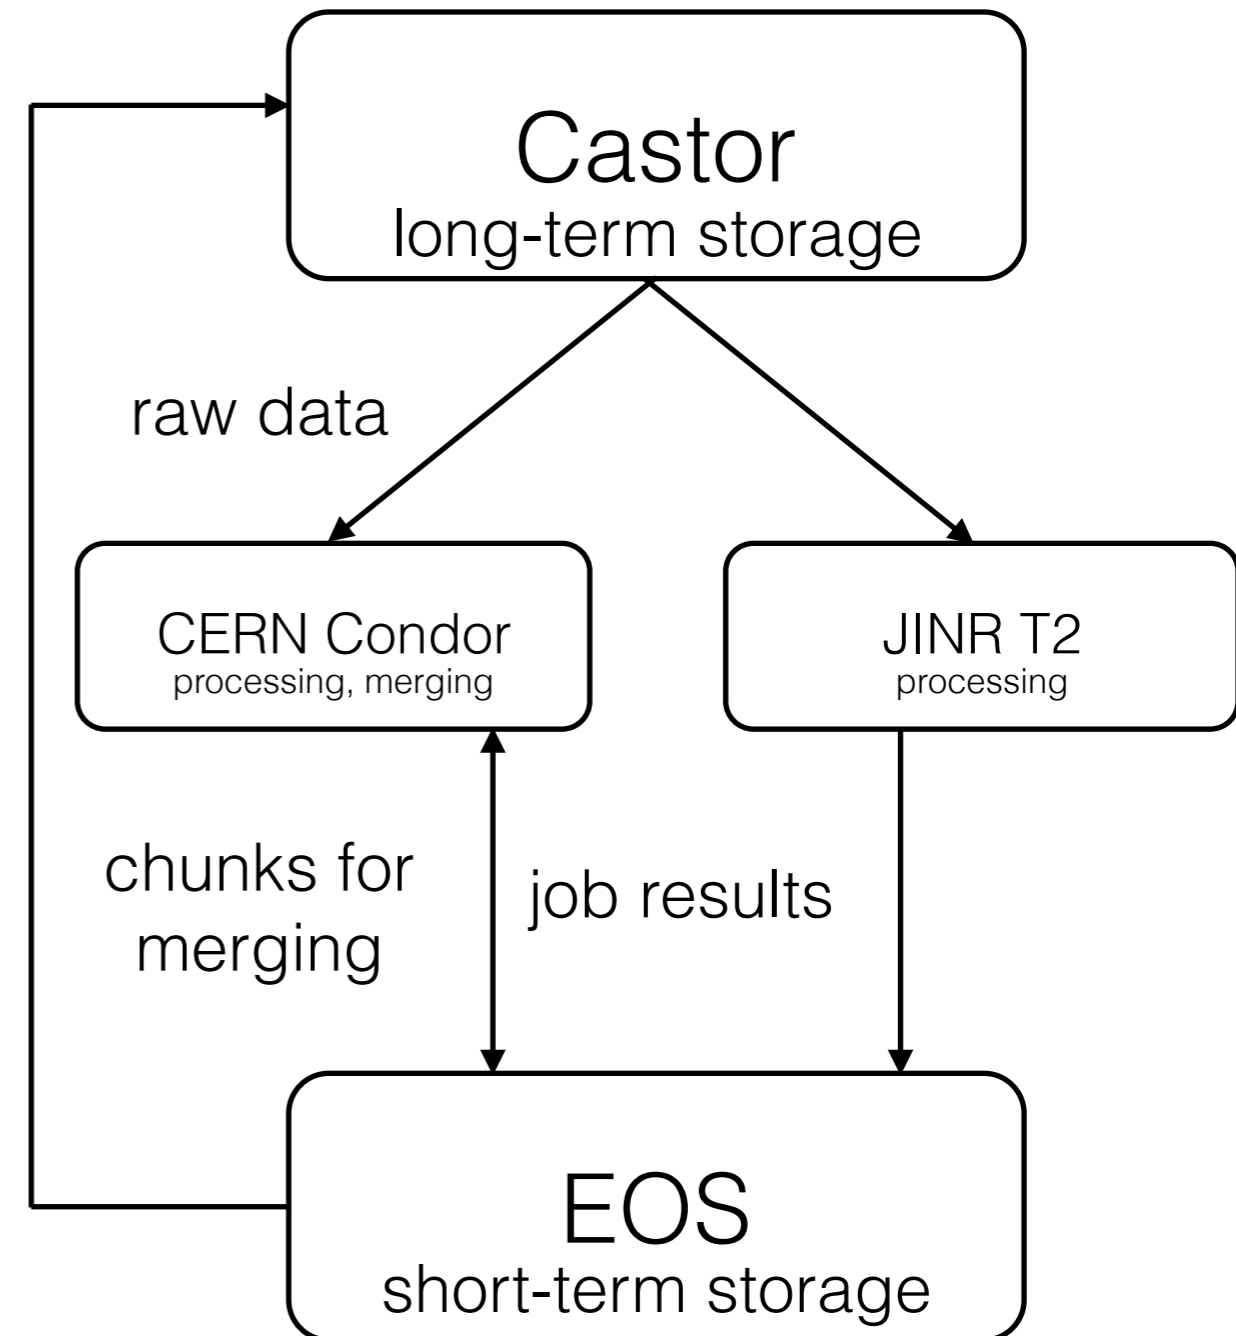 Castor
long-term storage
raw data
CERN Condor
processing, merging
JINR T2
processing
chunks for
merging
job results
EOS
short-term storage